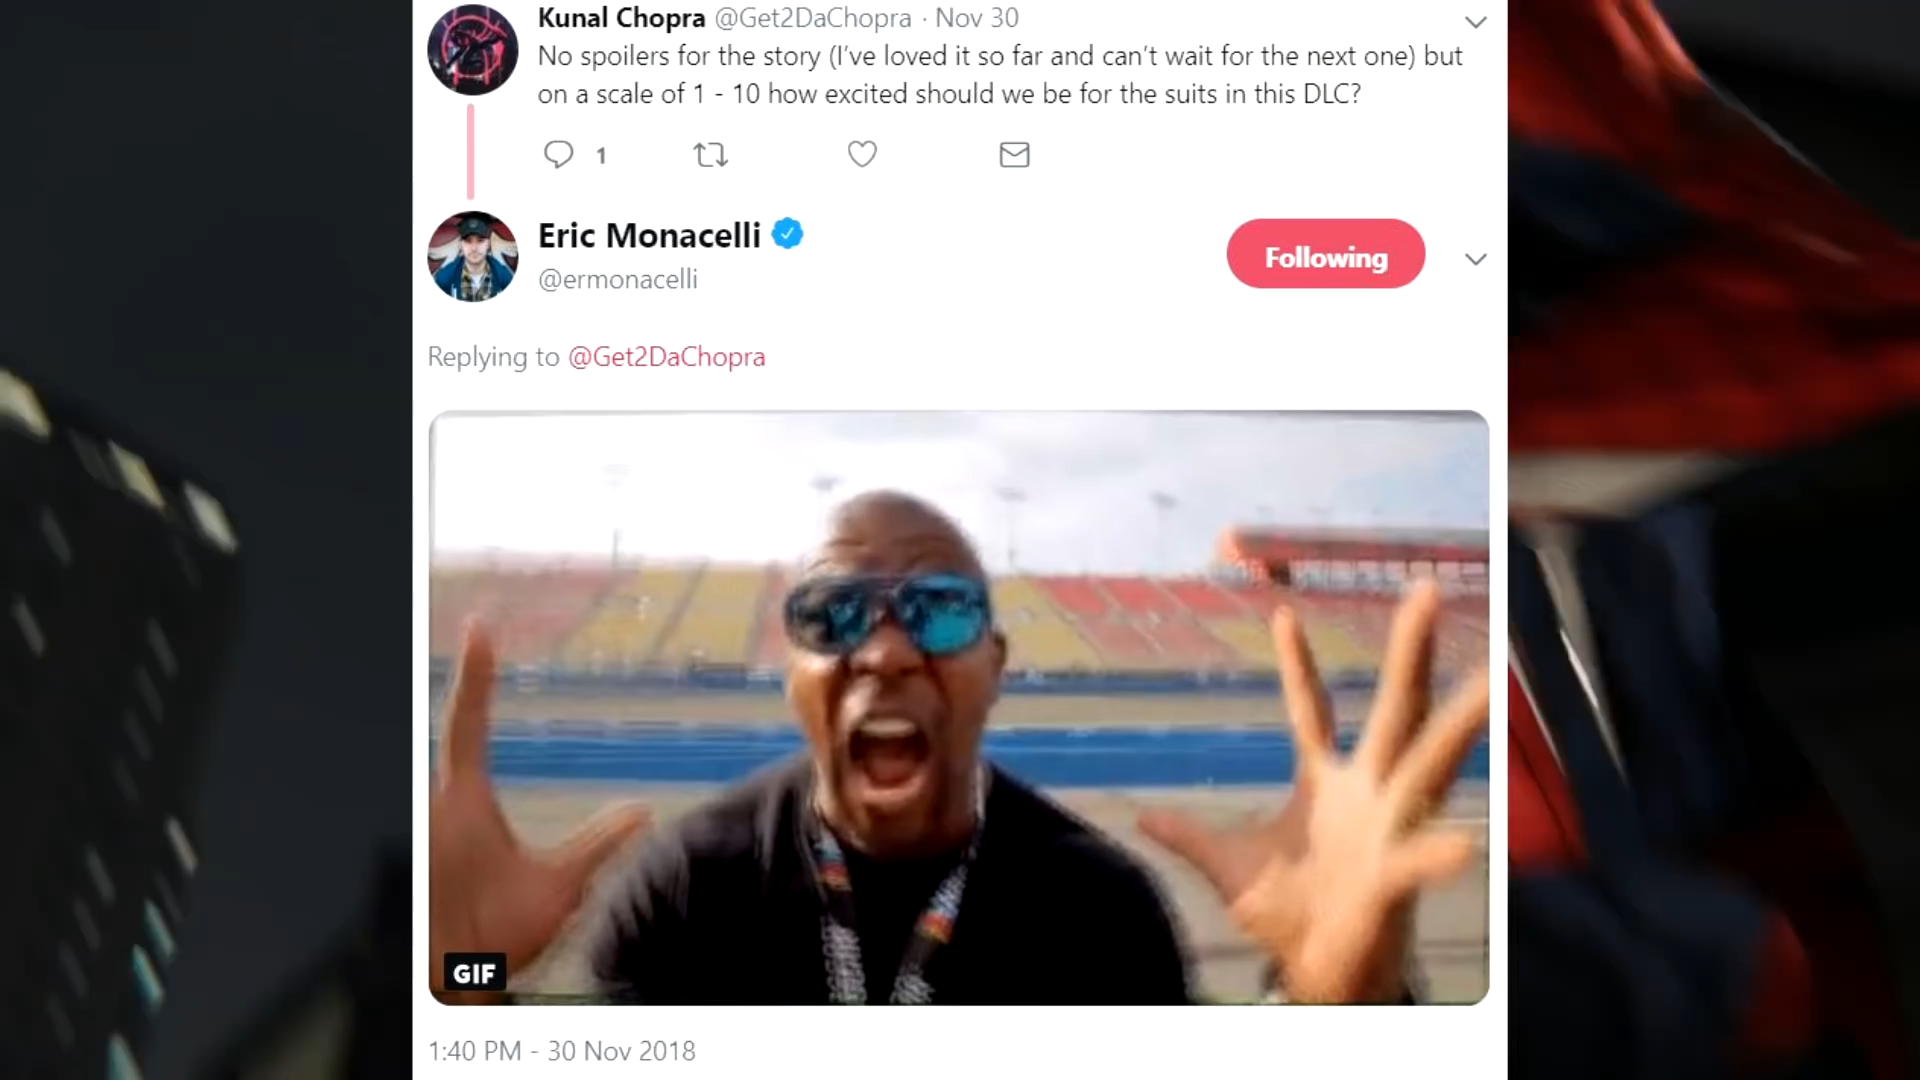 Kunal Chopra @Get2DaChopra · Nov 30
No spoilers for the story (I've loved it so far and can't wait for the next one) but
on a scale of 1 - 10 how excited should we be for the suits in this DLC?
1
Eric Monacelli
@ermonacelli
Following
Replying to @Get2DaChopra
GIF
1:40 PM - 30 Nov 2018